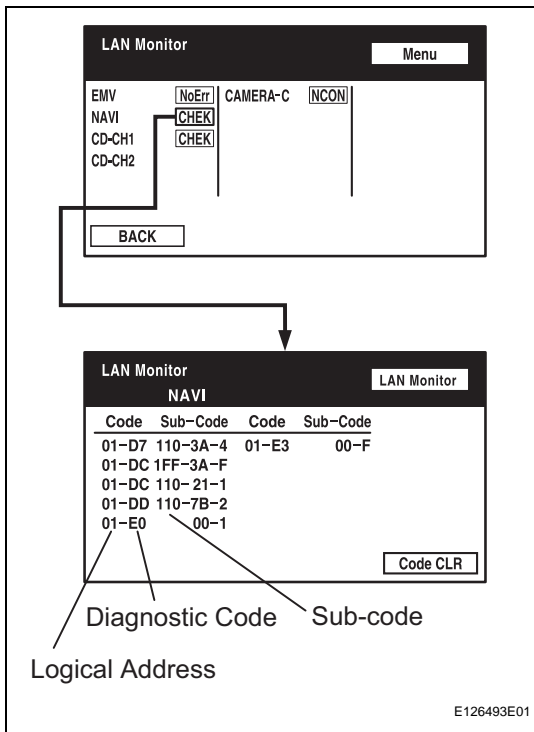 LAN Monitor
Menu
EMV NoErr CAMERA-C NCON
NAVI CHEK
CD-CH1 CHEK
CD-CH2
BACK
LAN Monitor
NAVI
LAN Monitor
Code Sub-Code Code Sub-Code
01-D7 110-3A-4 01-E3 00-F
01-DC 1FF-3A-F
01-DC 110-21-1
01-DD 110-7B-2
01-E0 00-1
Code CLR
Diagnostic Code Sub-code
Logical Address
E126493E01